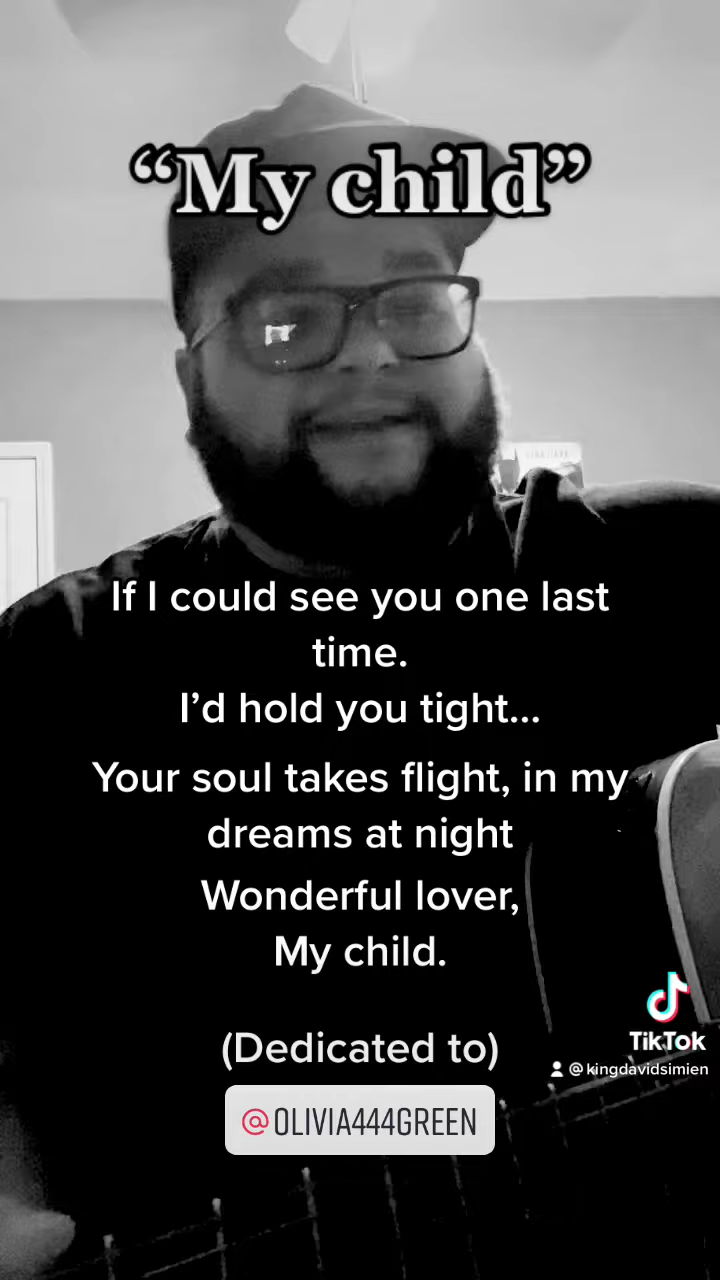 “My child”
If I could see you one last
time.
I’d hold you tight...
Your soul takes flight, in my
dreams at night
Wonderful lover,
My child.
(Dedicated to)
@OLIVIA444GREEN
TikTok
@kingdavidsimien